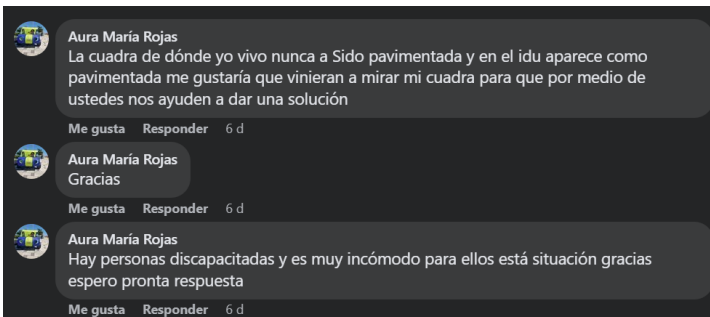 Aura María Rojas
La cuadra de dónde yo vivo nunca a Sido pavimentada y en el idu aparece como
pavimentada me gustaría que vinieran a mirar mi cuadra para que por medio de
ustedes nos ayuden a dar una solución
Me gusta Responder 6 d
Aura María Rojas
Gracias
Me gusta Responder 6 d
Aura María Rojas
Hay personas discapacitadas y es muy incómodo para ellos está situación gracias
espero pronta respuesta
Me gusta Responder 6 d